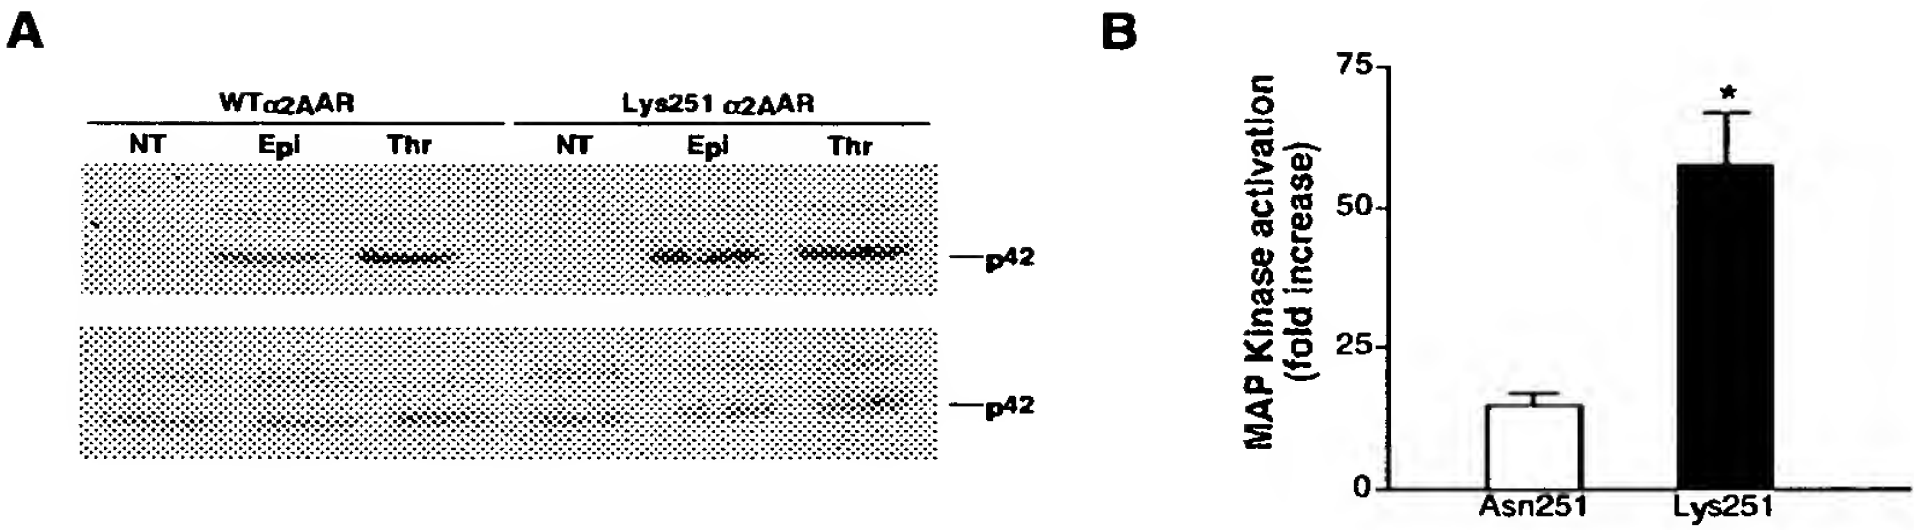 A
WTα2AAR Lys251 α2AAR
NT Epi Thr NT Epi Thr
p42
p42
B
MAP Kinase activation
(fold increase)
75
*
50
25
0
Asn251 Lys251